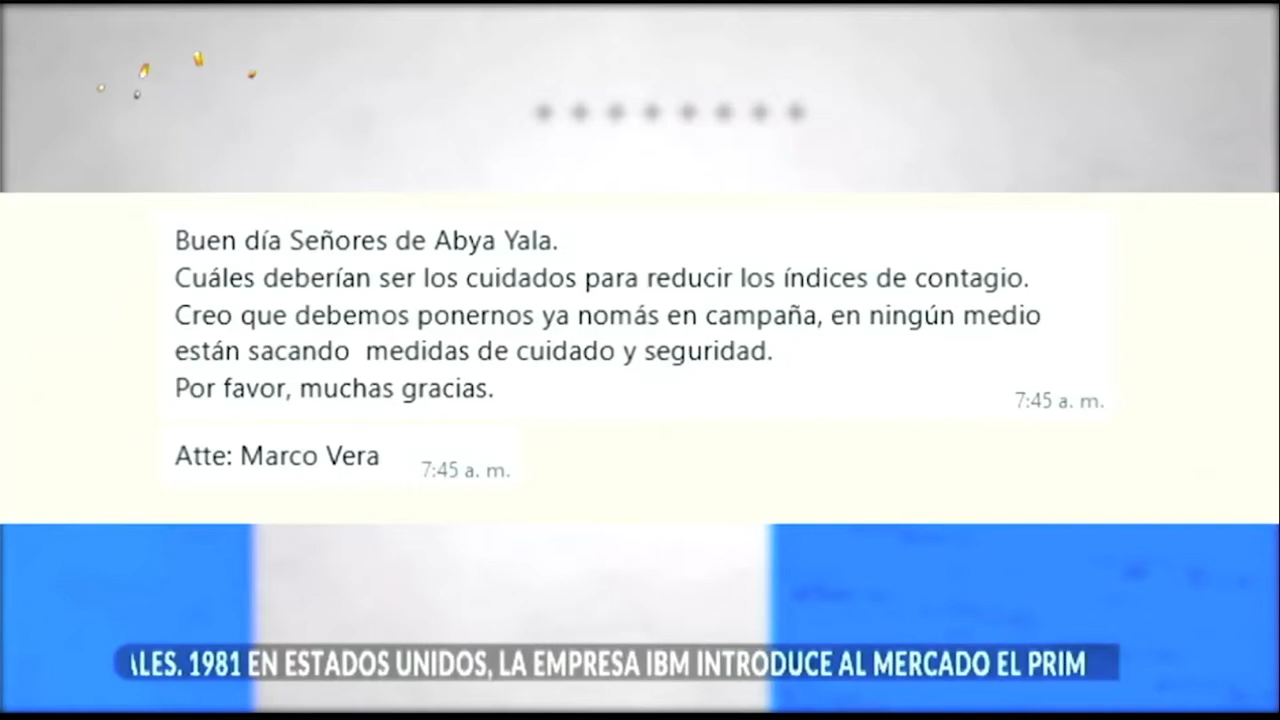 Buen día Señores de Abya Yala.
Cuáles deberían ser los cuidados para reducir los índices de contagio.
Creo que debemos ponernos ya nomás en campaña, en ningún medio
están sacando medidas de cuidado y seguridad.
Por favor, muchas gracias.
7:45 a. m.
Atte: Marco Vera
7:45 a. m.
LES. 1981 EN ESTADOS UNIDOS, LA EMPRESA IBM INTRODUCE AL MERCADO EL PRIM